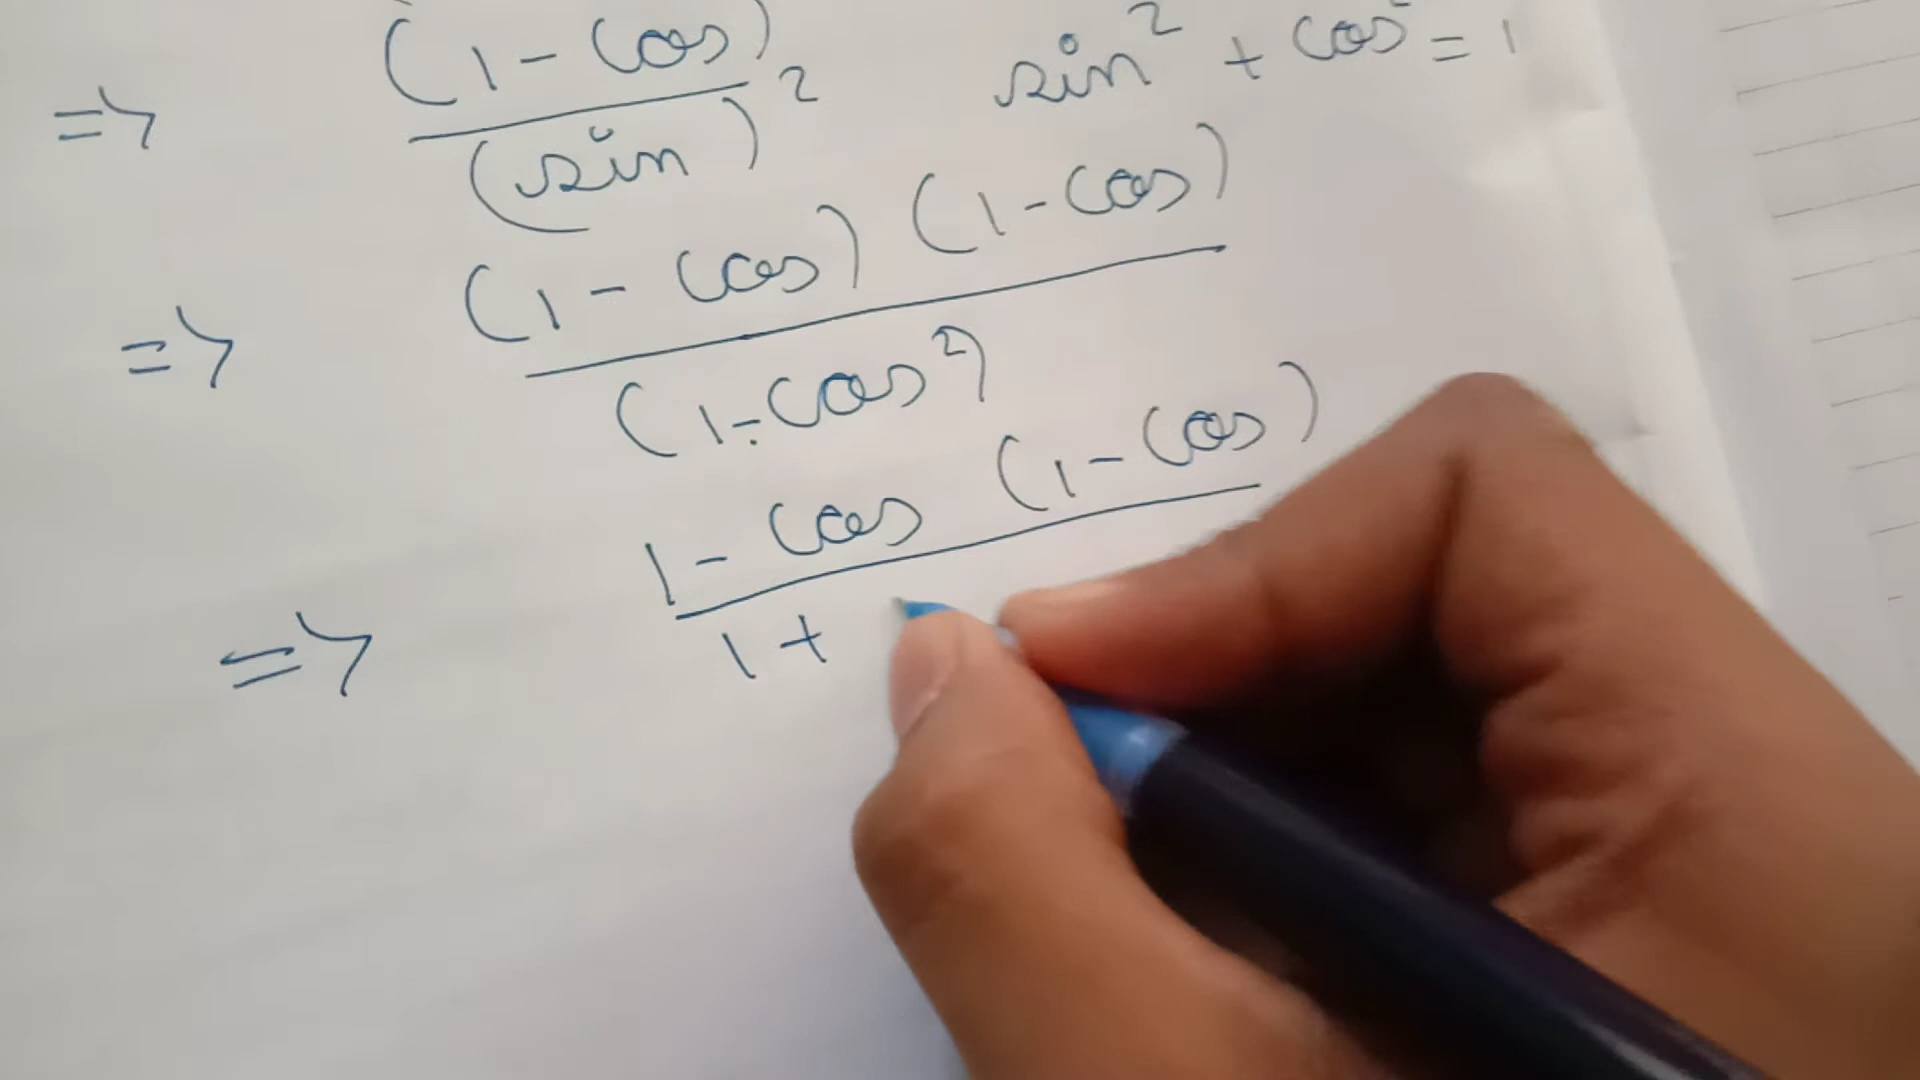 => (1 - Cos)
(sin)²
sin² + cos² = 1
=> (1 - Cos) (1 - Cos)
(1 - Cos²)
=> 1 - Cos (1 - Cos)
1 +